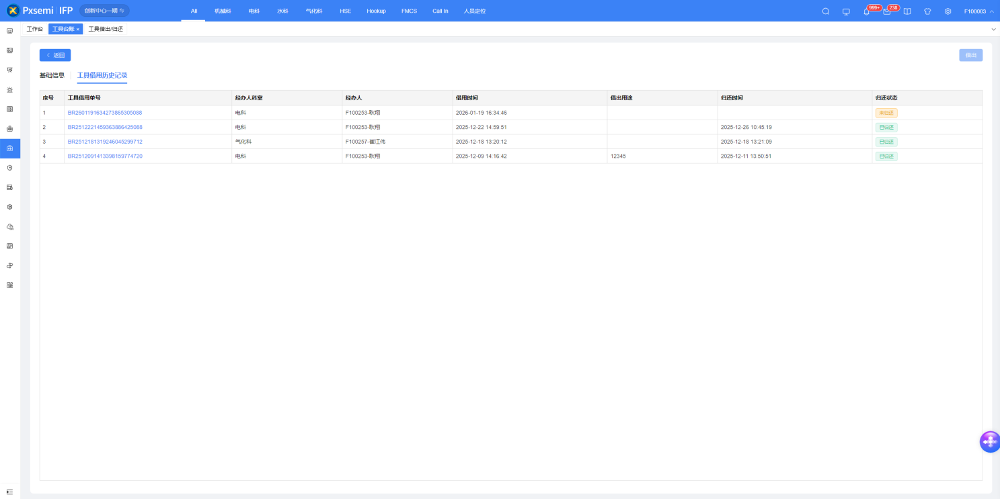 Pxsemi IFP 创新中心一期 All 机械科 电科 水科 气化科 HSE Hookup FMCS Call In 人员定位 999+ 238 F100003
工作台 工具台账 × 工具借出/归还
返回 借出
基础信息 工具借用历史记录
序号 工具借用单号 经办人科室 经办人 借用时间 借出用途 归还时间 归还状态
1 BR2601191634273865305088 电科 F100253-耿翔 2026-01-19 16:34:46 未归还
2 BR2512221459363886425088 电科 F100253-耿翔 2025-12-22 14:59:51 2025-12-26 10:45:19 已归还
3 BR2512181319246045299712 气化科 F100257-崔江伟 2025-12-18 13:20:12 2025-12-18 13:21:09 已归还
4 BR2512091413398159774720 电科 F100253-耿翔 2025-12-09 14:16:42 12345 2025-12-11 13:50:51 已归还